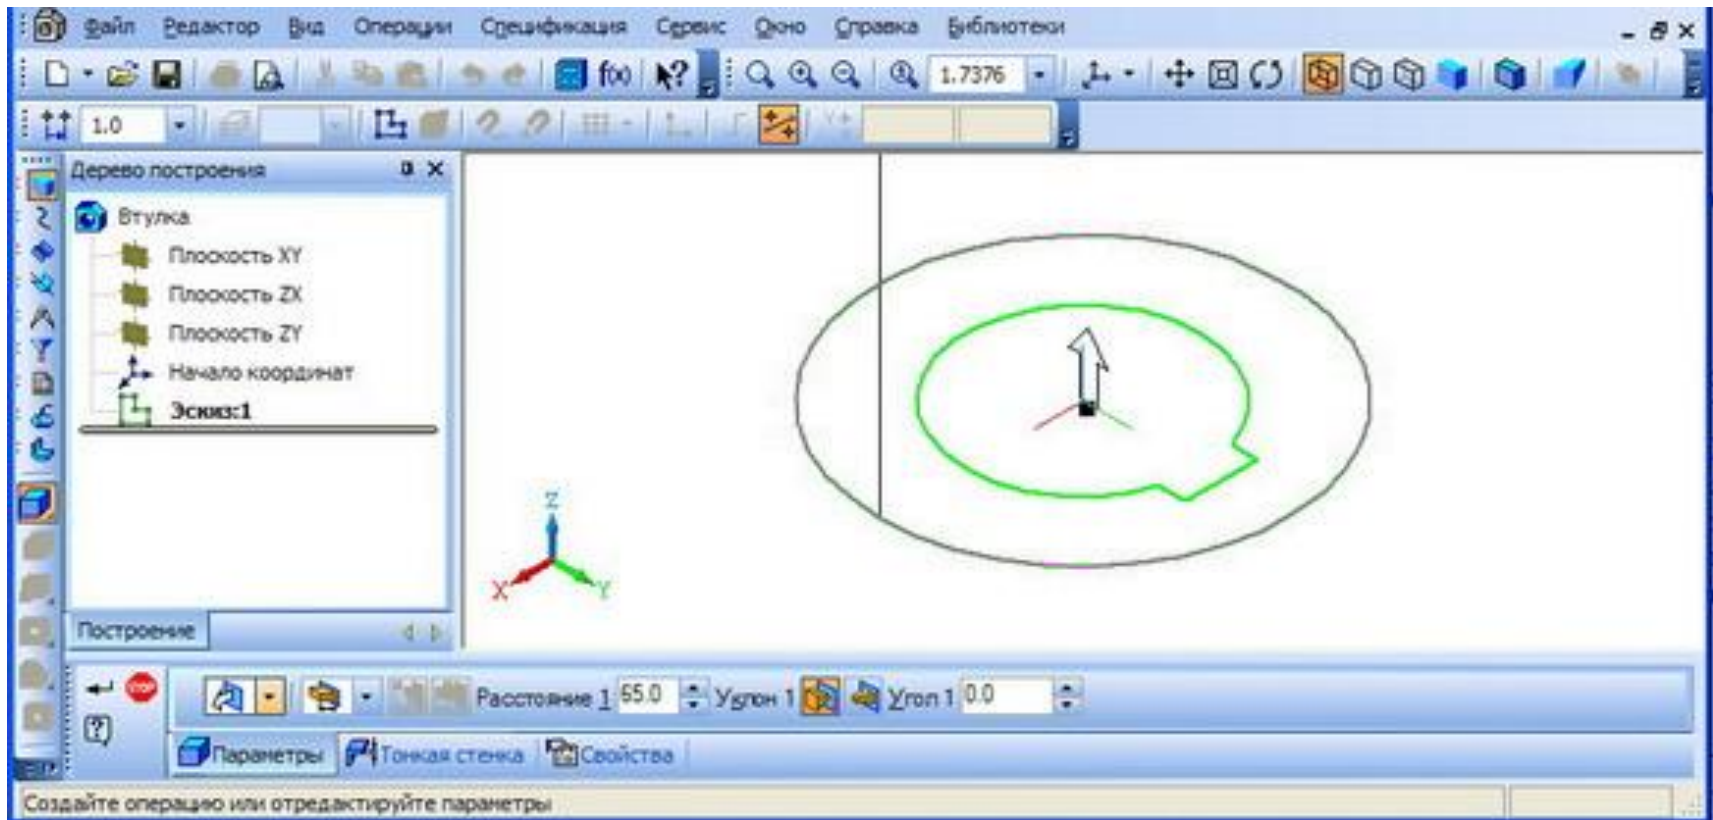 Файл Редактор Вид Операции Спецификация Сервис Окно Справка Библиотеки
f(x) 1.7376
1.0
Дерево построения
Втулка
Плоскость XY
Плоскость ZX
Плоскость ZY
Начало координат
Эскиз:1
Z
X Y
Построение
STOP Расстояние 1 65.0 Уклон 1 Угол 1 0.0
Параметры Тонкая стенка Свойства
Создайте операцию или отредактируйте параметры